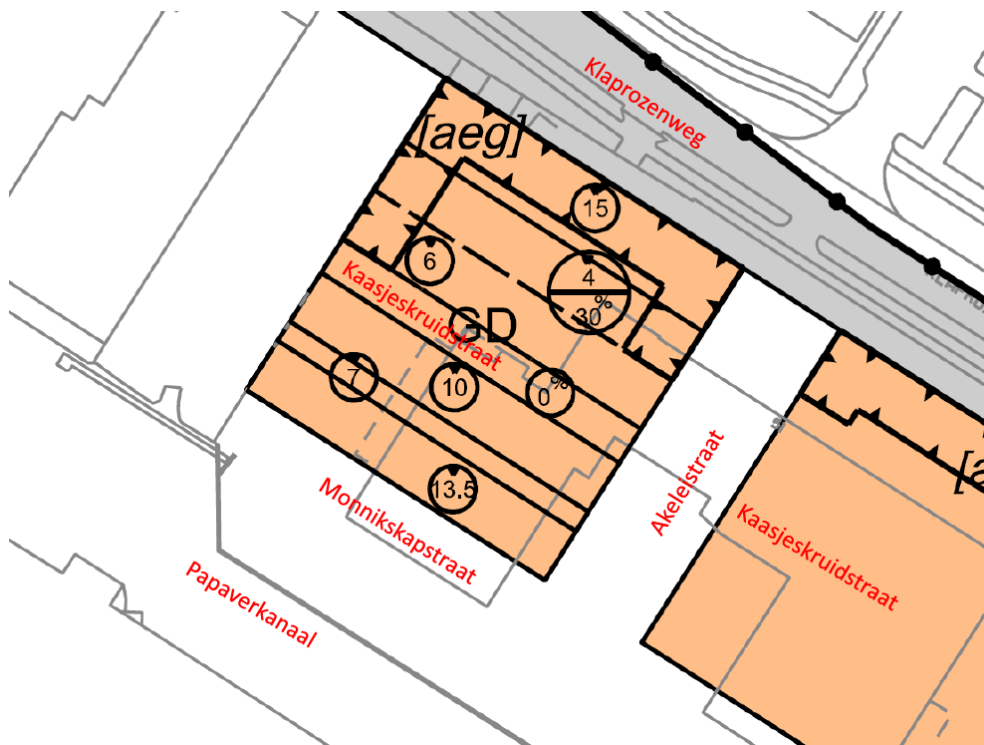 Klaprozenweg
[aeg]
15
6
4
%
30
Kaasjeskruidstraat
GD
7
10
%
0
13.5
Monnikskapstraat
Akeleistraat
[a
Kaasjeskruidstraat
Papaverkanaal